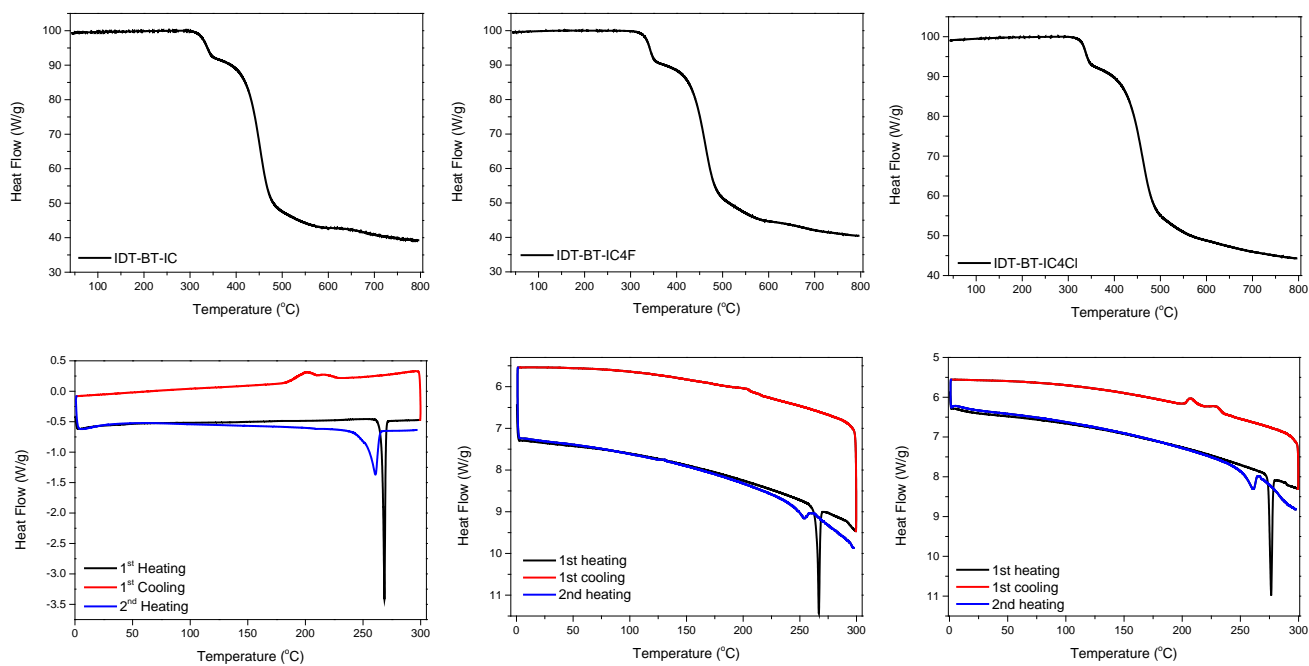 Heat Flow (W/g)
100
90
80
70
60
50
40
30
IDT-BT-IC
100 200 300 400 500 600 700 800
Temperature (°C)
Heat Flow (W/g)
100
90
80
70
60
50
40
30
IDT-BT-IC4F
100 200 300 400 500 600 700 800
Temperature (°C)
Heat Flow (W/g)
100
90
80
70
60
50
40
IDT-BT-IC4Cl
100 200 300 400 500 600 700 800
Temperature (°C)
Heat Flow (W/g)
0.5
0.0
-0.5
-1.0
-1.5
-2.0
-2.5
-3.0
-3.5
1st Heating
1st Cooling
2nd Heating
0 50 100 150 200 250 300
Temperature (°C)
Heat Flow (W/g)
6
7
8
9
10
11
1st heating
1st cooling
2nd heating
0 50 100 150 200 250 300
Temperature (°C)
Heat Flow (W/g)
5
6
7
8
9
10
11
1st heating
1st cooling
2nd heating
0 50 100 150 200 250 300
Temperature (°C)